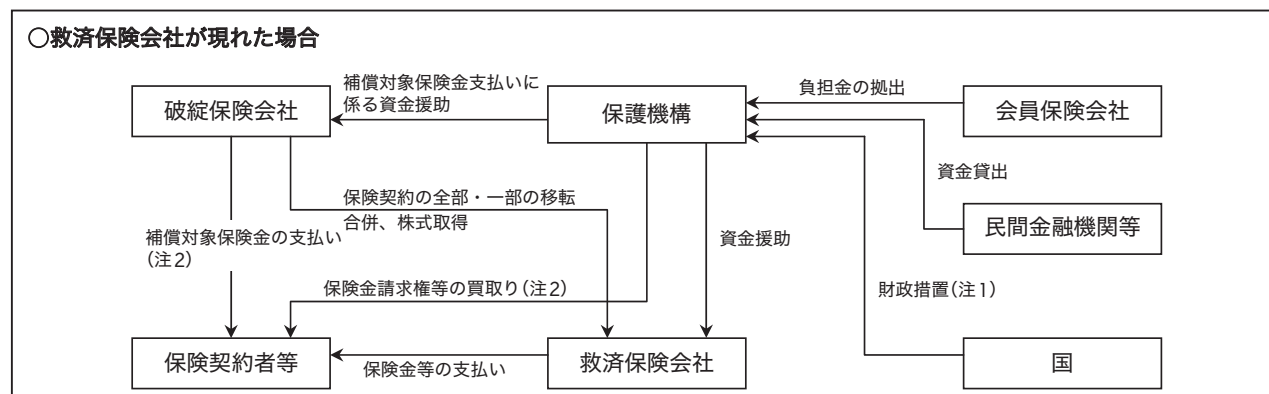 ○救済保険会社が現れた場合
補償対象保険金支払いに
係る資金援助
負担金の拠出
破綻保険会社
保護機構
会員保険会社
資金貸出
保険契約の全部・一部の移転
合併、株式取得
民間金融機関等
補償対象保険金の支払い
(注2)
資金援助
保険金請求権等の買取り(注2)
財政措置(注1)
保険契約者等
保険金等の支払い
救済保険会社
国